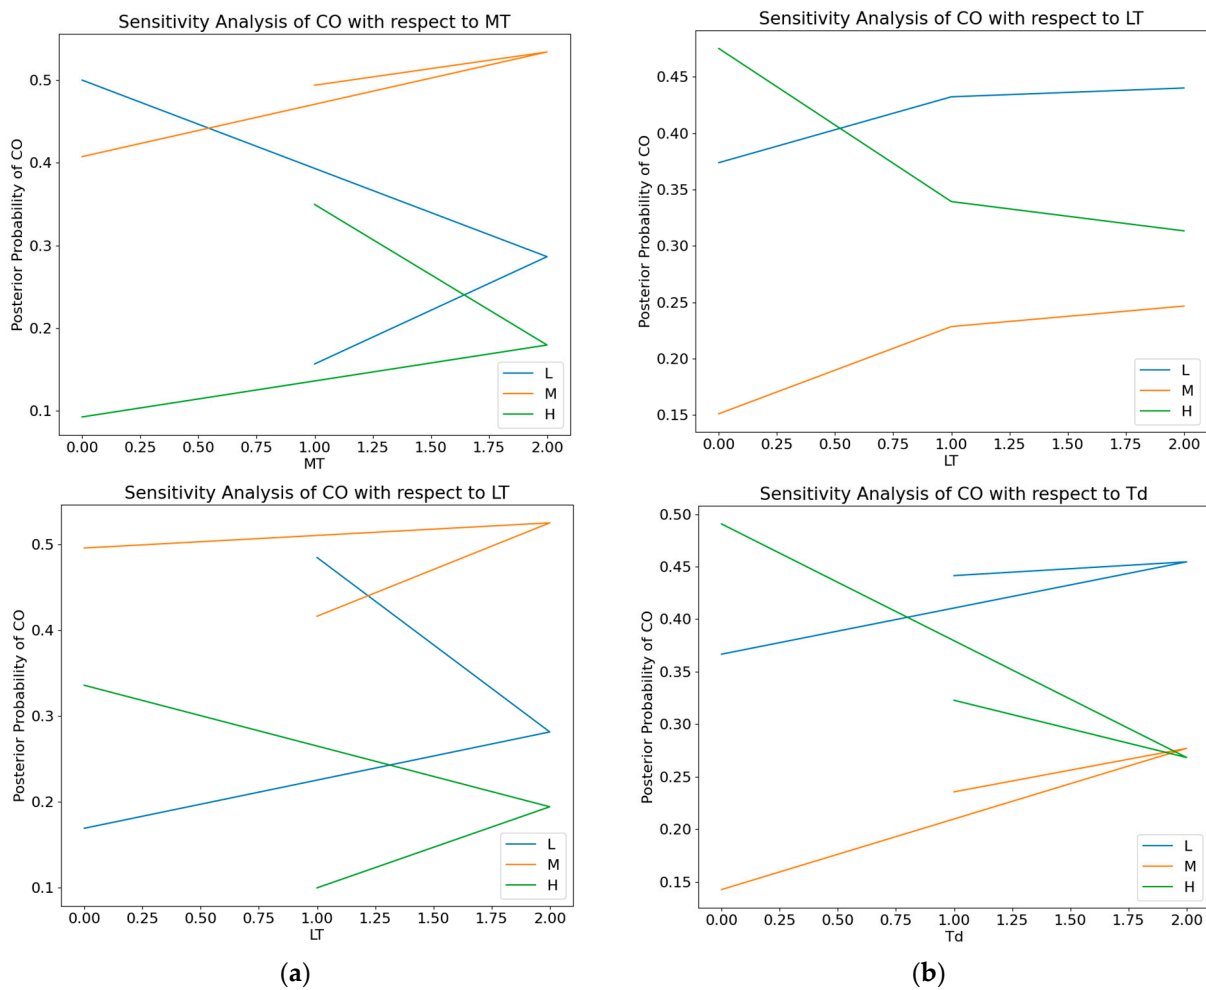 Sensitivity Analysis of CO with respect to MT
Posterior Probability of CO
0.5
0.4
0.3
0.2
0.1
L
M
H
0.00 0.25 0.50 0.75 1.00 1.25 1.50 1.75 2.00
MT
Sensitivity Analysis of CO with respect to LT
Posterior Probability of CO
0.45
0.40
0.35
0.30
0.25
0.20
0.15
L
M
H
0.00 0.25 0.50 0.75 1.00 1.25 1.50 1.75 2.00
LT
Sensitivity Analysis of CO with respect to LT
Posterior Probability of CO
0.5
0.4
0.3
0.2
0.1
L
M
H
0.00 0.25 0.50 0.75 1.00 1.25 1.50 1.75 2.00
LT
Sensitivity Analysis of CO with respect to Td
Posterior Probability of CO
0.50
0.45
0.40
0.35
0.30
0.25
0.20
0.15
L
M
H
0.00 0.25 0.50 0.75 1.00 1.25 1.50 1.75 2.00
Td
(a)
(b)